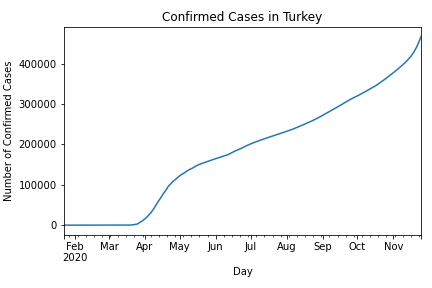 Confirmed Cases in Turkey
Number of Confirmed Cases
400000
300000
200000
100000
0
Feb Mar Apr May Jun Jul Aug Sep Oct Nov
2020
Day